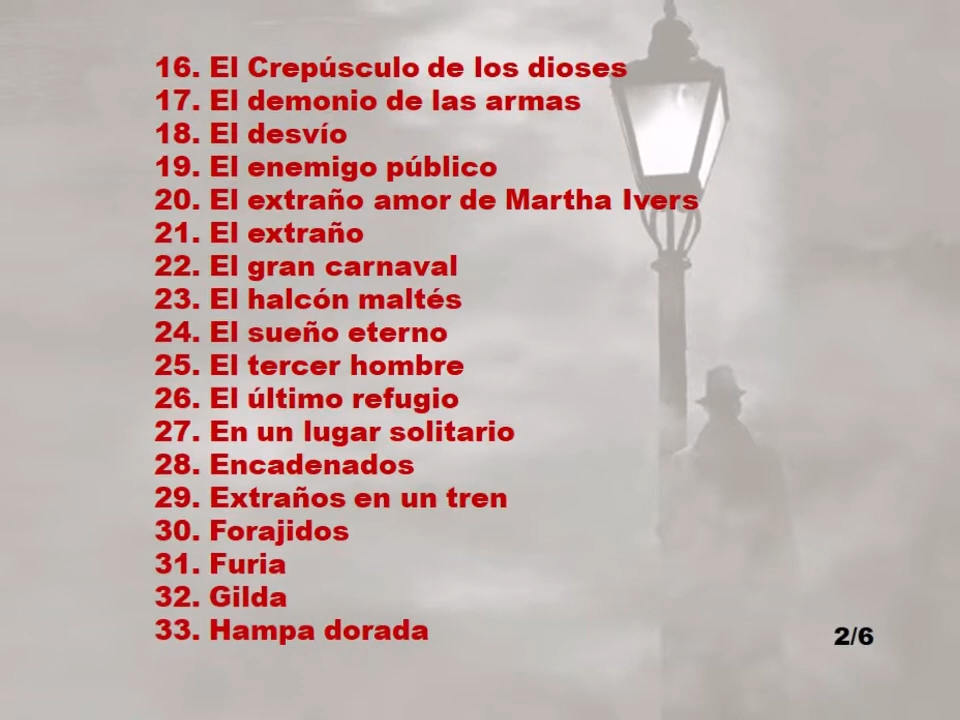 16. El Crepúsculo de los dioses
17. El demonio de las armas
18. El desvío
19. El enemigo público
20. El extraño amor de Martha Ivers
21. El extraño
22. El gran carnaval
23. El halcón maltés
24. El sueño eterno
25. El tercer hombre
26. El último refugio
27. En un lugar solitario
28. Encadenados
29. Extraños en un tren
30. Forajidos
31. Furia
32. Gilda
33. Hampa dorada
2/6